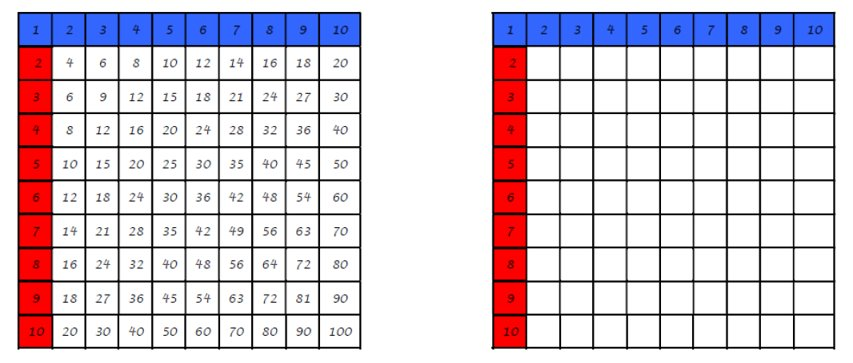 1 2 3 4 5 6 7 8 9 10
2 4 6 8 10 12 14 16 18 20
3 6 9 12 15 18 21 24 27 30
4 8 12 16 20 24 28 32 36 40
5 10 15 20 25 30 35 40 45 50
6 12 18 24 30 36 42 48 54 60
7 14 21 28 35 42 49 56 63 70
8 16 24 32 40 48 56 64 72 80
9 18 27 36 45 54 63 72 81 90
10 20 30 40 50 60 70 80 90 100
1 2 3 4 5 6 7 8 9 10
2
3
4
5
6
7
8
9
10